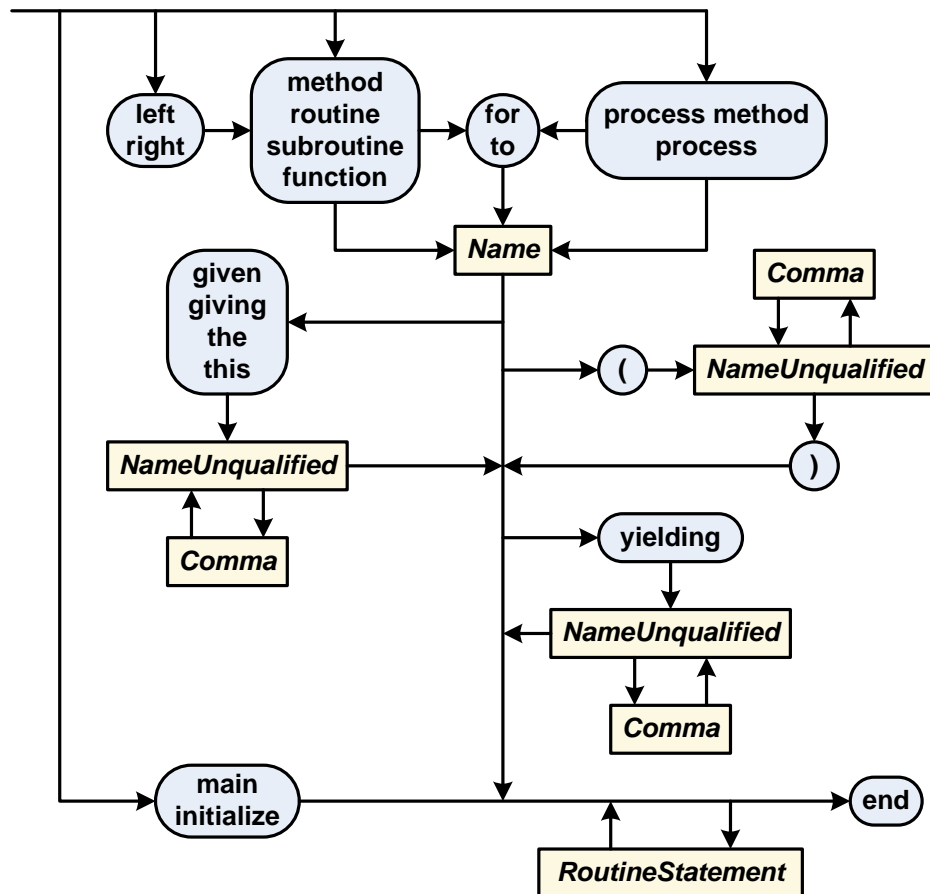 left
right
method
routine
subroutine
function
for
to
process method
process
Name
given
giving
the
this
Comma
(
NameUnqualified
NameUnqualified
)
Comma
yielding
NameUnqualified
Comma
main
initialize
end
RoutineStatement